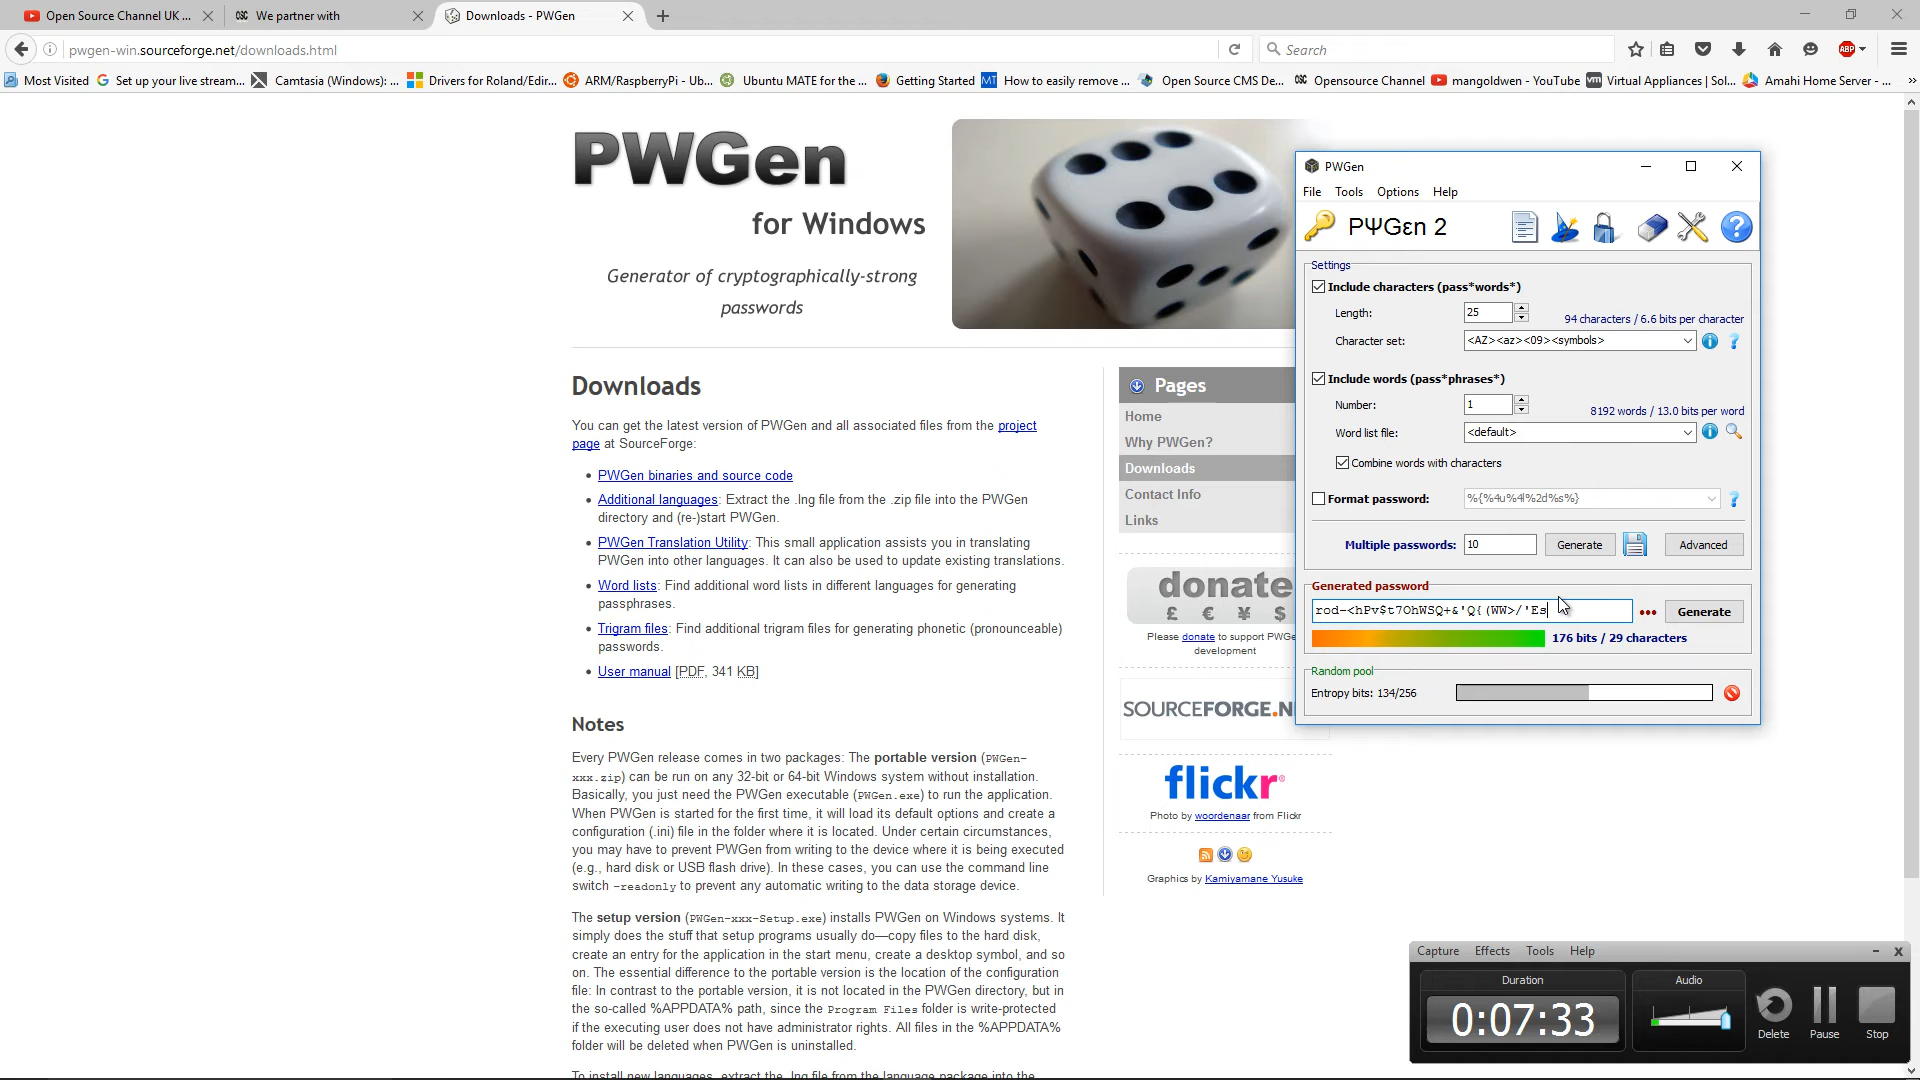 Open Source Channel UK ...
We partner with
Downloads - PWGen
pwgen-win.sourceforge.net/downloads.html
Search
ABP
Most Visited
Set up your live stream...
Camtasia (Windows): ...
Drivers for Roland/Edir...
ARM/RaspberryPi - Ub...
Ubuntu MATE for the ...
Getting Started
How to easily remove ...
Open Source CMS De...
Opensource Channel
mangoldwen - YouTube
Virtual Appliances | Sol...
Amahi Home Server - ...
PWGen
for Windows
Generator of cryptographically-strong
passwords
Downloads
You can get the latest version of PWGen and all associated files from the project
page at SourceForge:
PWGen binaries and source code
Additional languages: Extract the .lng file from the .zip file into the PWGen
directory and (re-)start PWGen.
PWGen Translation Utility: This small application assists you in translating
PWGen into other languages. It can also be used to update existing translations.
Word lists: Find additional word lists in different languages for generating
passphrases.
Trigram files: Find additional trigram files for generating phonetic (pronounceable)
passwords.
User manual [PDF, 341 KB]
Notes
Every PWGen release comes in two packages: The portable version (PWGen-
xxx.zip) can be run on any 32-bit or 64-bit Windows system without installation.
Basically, you just need the PWGen executable (PWGen.exe) to run the application.
When PWGen is started for the first time, it will load its default options and create a
configuration (.ini) file in the folder where it is located. Under certain circumstances,
you may have to prevent PWGen from writing to the device where it is being executed
(e.g., hard disk or USB flash drive). In these cases, you can use the command line
switch -readonly to prevent any automatic writing to the data storage device.
The setup version (PWGen-xxx-Setup.exe) installs PWGen on Windows systems. It
simply does the stuff that setup programs usually do—copy files to the hard disk,
create an entry for the application in the start menu, create a desktop symbol, and so
on. The essential difference to the portable version is the location of the configuration
file: In contrast to the portable version, it is not located in the PWGen directory, but in
the so-called %APPDATA% path, since the Program Files folder is write-protected
if the executing user does not have administrator rights. All files in the %APPDATA%
folder will be deleted when PWGen is uninstalled.
To install new languages, extract the .lng file from the language package into the
Pages
Home
Why PWGen?
Downloads
Contact Info
Links
donate
£ € ¥ $
Please donate to support PWGe
development
SOURCEFORGE.N
flickr
Photo by woordenaar from Flickr
Graphics by Kamiyamane Yusuke
PWGen
File Tools Options Help
PΨGεn 2
Settings
Include characters (pass*words*)
Length: 25
94 characters / 6.6 bits per character
Character set: <AZ><az><09><symbols>
Include words (pass*phrases*)
Number: 1
8192 words / 13.0 bits per word
Word list file: <default>
Combine words with characters
Format password: %{%4u%4l%2d%s%}
Multiple passwords: 10 Generate Advanced
Generated password
rod-<hPv$t7OhWSQ+&'Q{(WW>/'Es
Generate
176 bits / 29 characters
Random pool
Entropy bits: 134/256
Capture Effects Tools Help
Duration
0:07:33
Audio
Delete
Pause
Stop